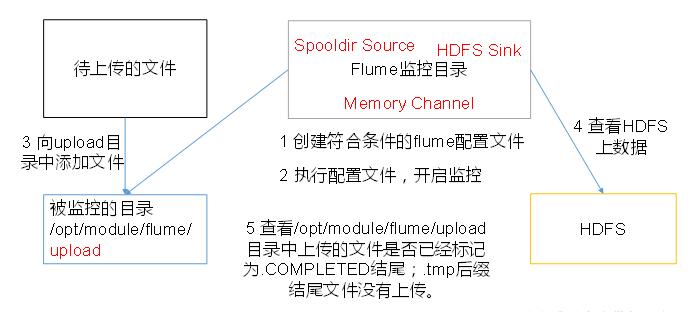 待上传的文件
Spooldir Source
HDFS Sink
Flume监控目录
Memory Channel
3 向upload目
录中添加文件
1 创建符合条件的flume配置文件
2 执行配置文件，开启监控
4 查看HDFS
上数据
被监控的目录
/opt/module/flume/
upload
5 查看/opt/module/flume/upload
目录中上传的文件是否已经标记
为.COMPLETED结尾；.tmp后缀
结尾文件没有上传。
HDFS